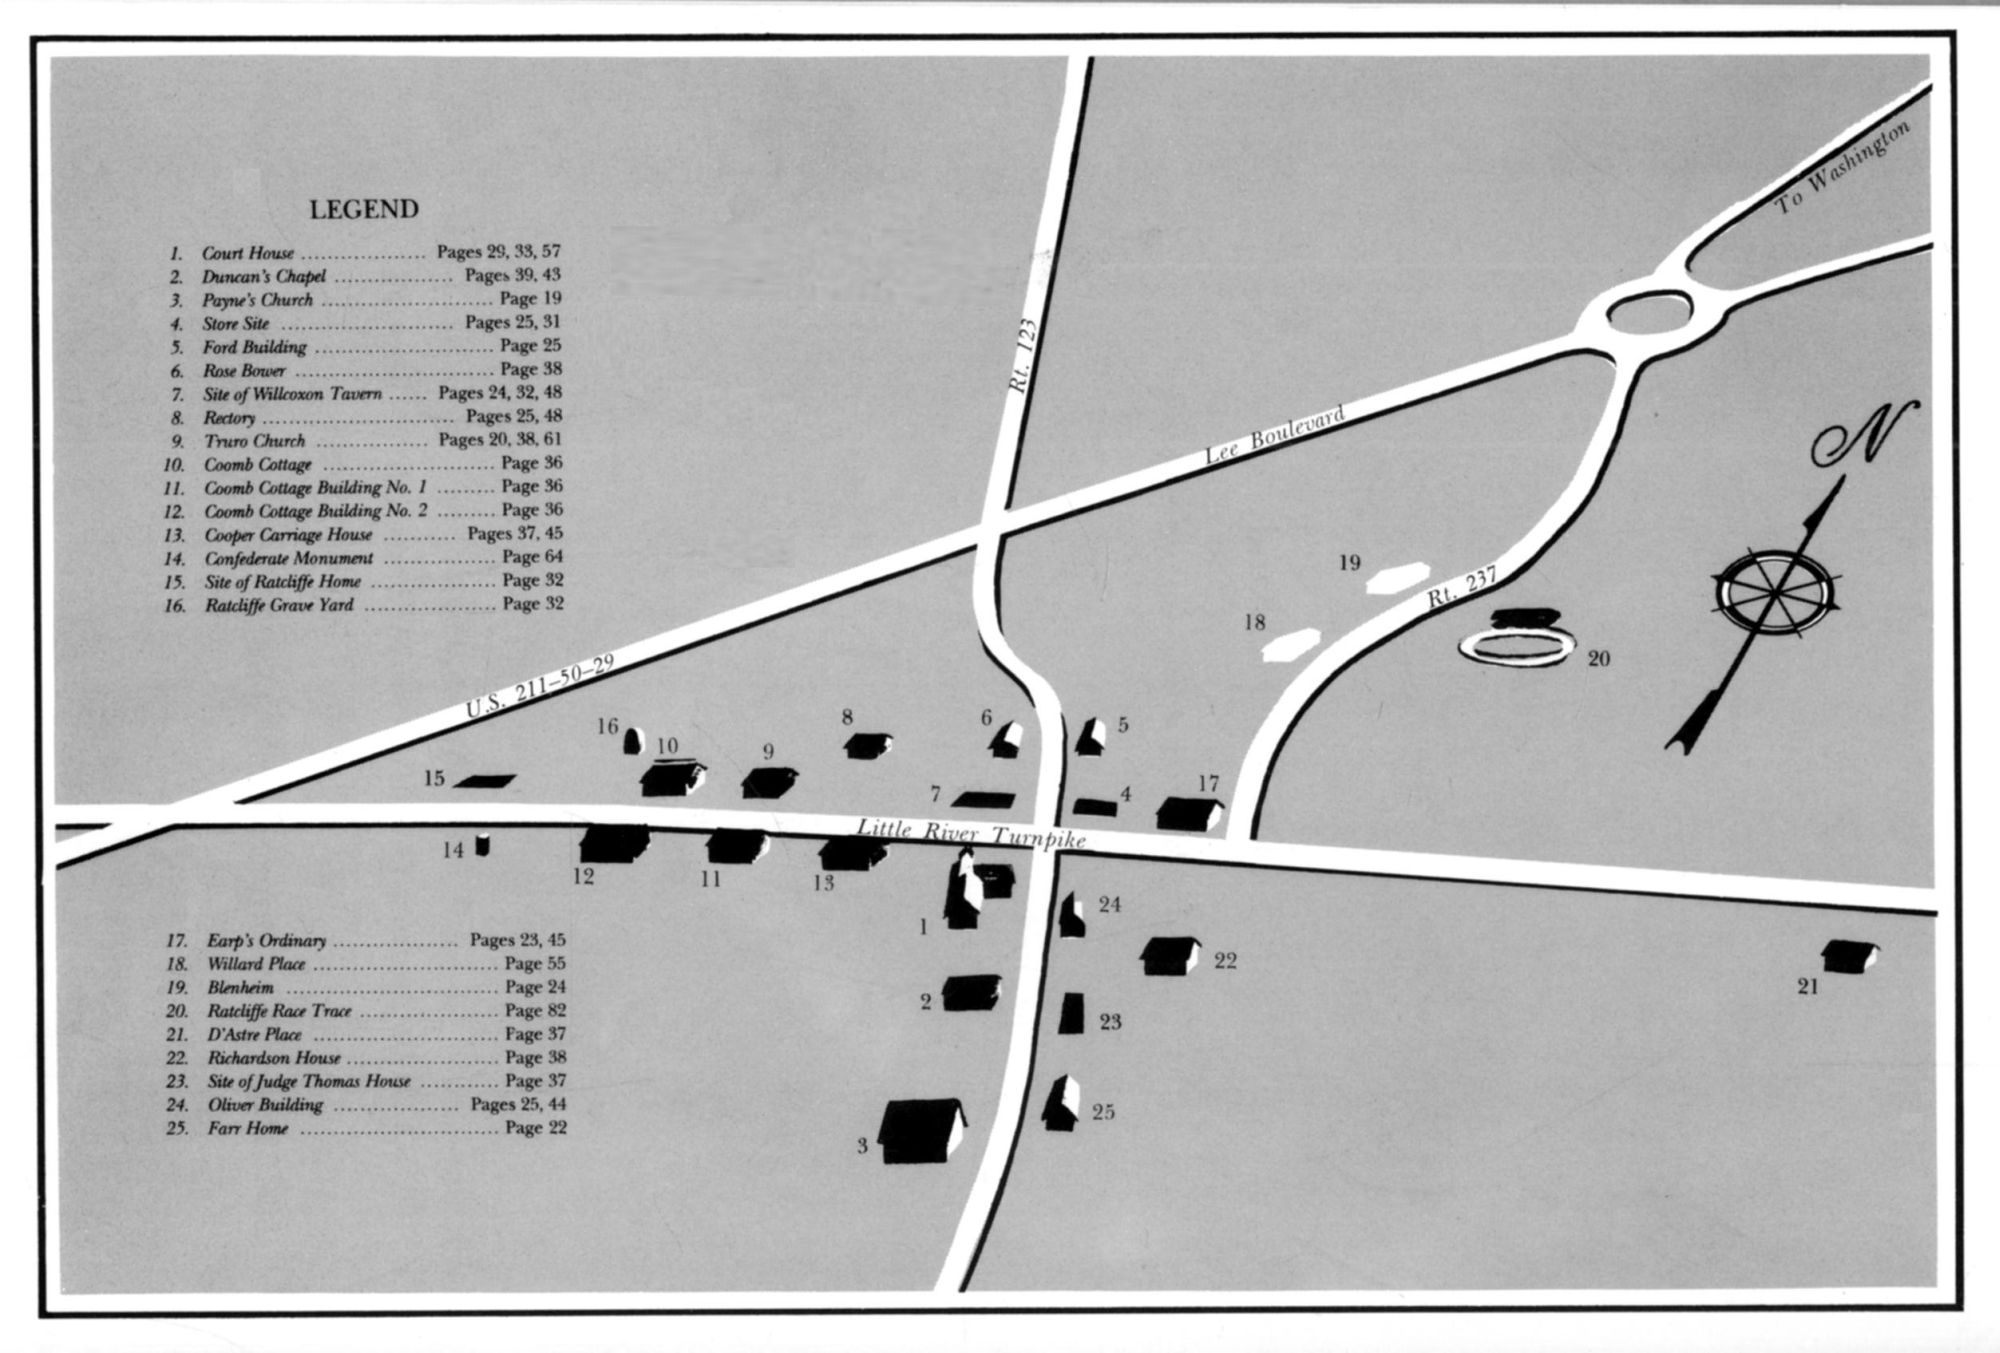 LEGEND
1. Court House ................... Pages 29, 33, 57
2. Duncan's Chapel .................. Pages 39, 43
3. Payne's Church .......................... Page 19
4. Store Site .......................... Pages 25, 31
5. Ford Building ........................... Page 25
6. Rose Bower .............................. Page 38
7. Site of Willcoxon Tavern ...... Pages 24, 32, 48
8. Rectory ............................. Pages 25, 48
9. Truro Church ................. Pages 20, 38, 61
10. Coomb Cottage .......................... Page 36
11. Coomb Cottage Building No. 1 ......... Page 36
12. Coomb Cottage Building No. 2 ......... Page 36
13. Cooper Carriage House ........... Pages 37, 45
14. Confederate Monument ................. Page 64
15. Site of Ratcliffe Home ................... Page 32
16. Ratcliffe Grave Yard .................... Page 32
To Washington
Rt. 123
Lee Boulevard
N
19
Rt. 237
18
20
U.S. 211–50–29
16
8
6
5
10
9
15
7
4
17
Little River Turnpike
14
12
11
13
1
24
22
21
2
23
3
25
17. Earp's Ordinary ................... Pages 23, 45
18. Willard Place ............................ Page 55
19. Blenheim ................................ Page 24
20. Ratcliffe Race Trace ..................... Page 82
21. D'Astre Place ............................ Page 37
22. Richardson House ....................... Page 38
23. Site of Judge Thomas House ............ Page 37
24. Oliver Building ................... Pages 25, 44
25. Farr Home .............................. Page 22